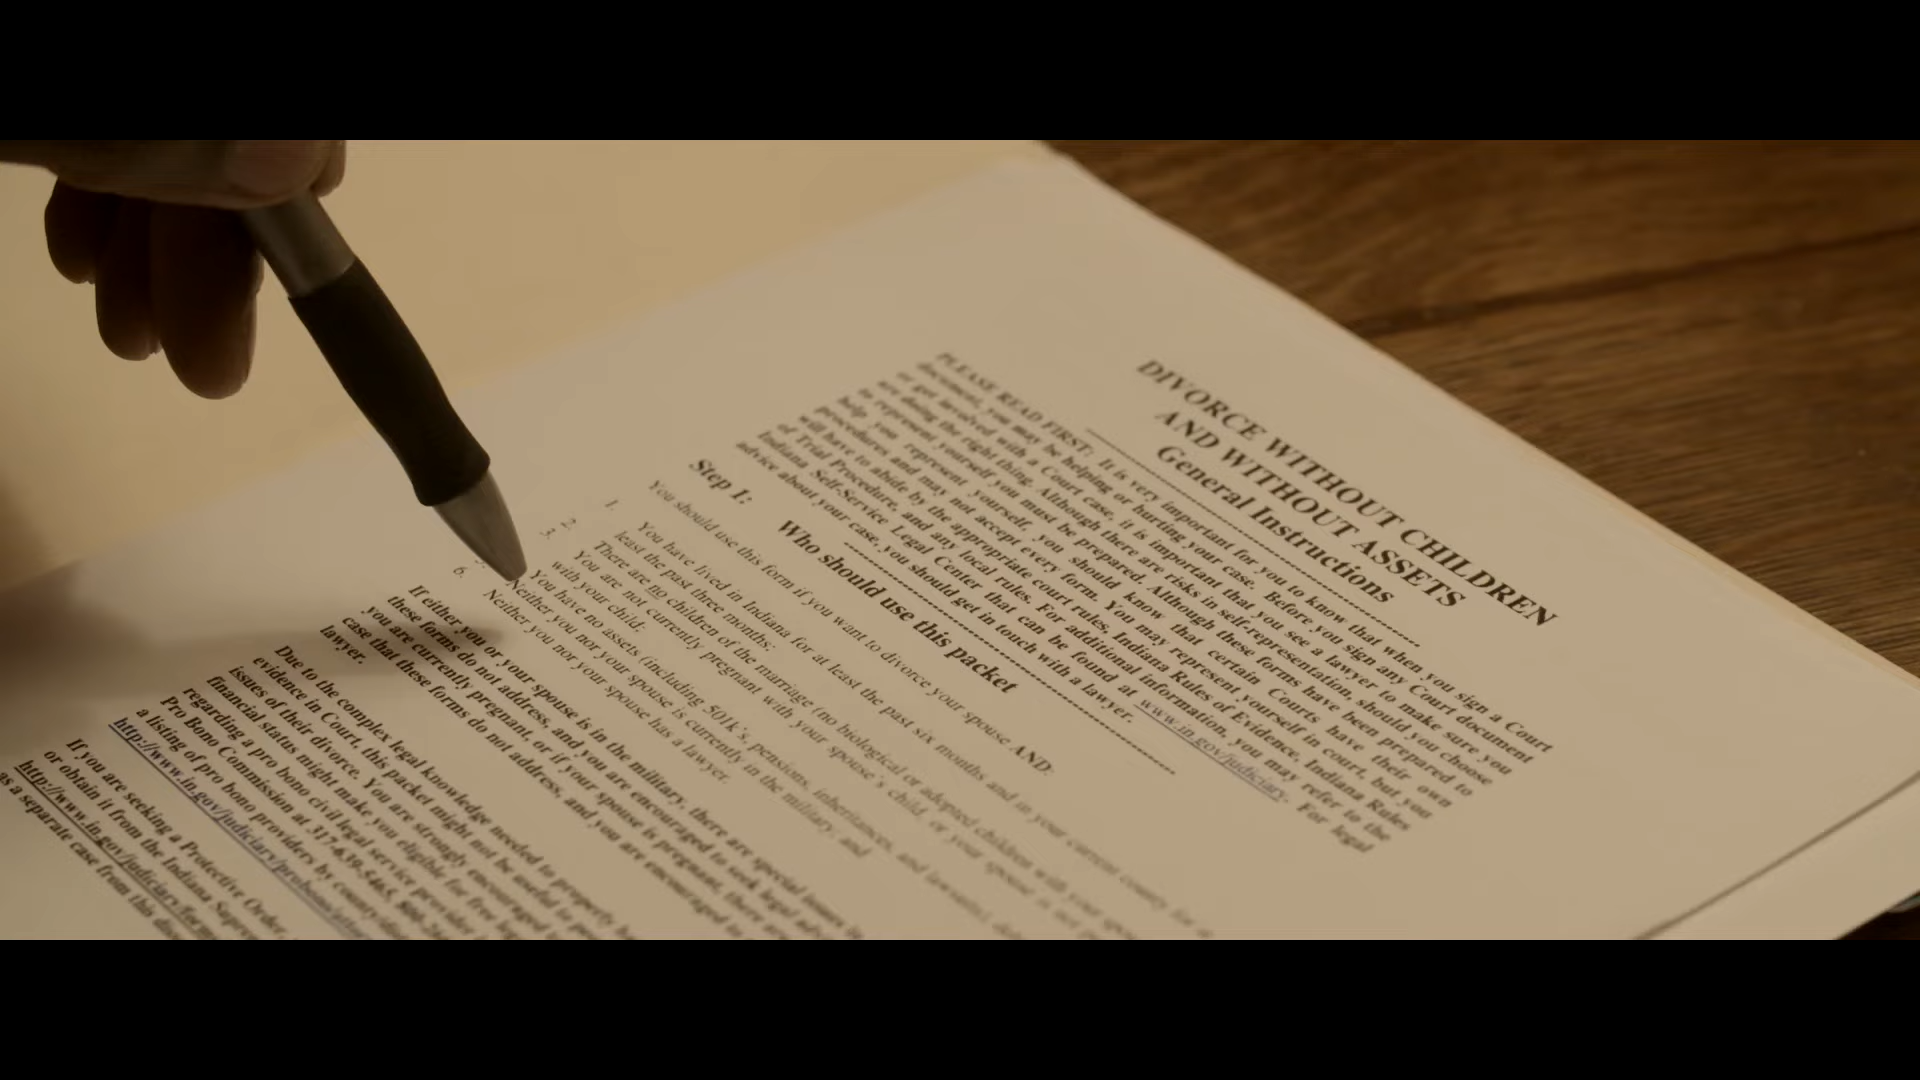 DIVORCE WITHOUT CHILDREN
AND WITHOUT ASSETS
General Instructions
PLEASE READ FIRST: It is very important for you to know that when you sign a Court
document, you may be helping or hurting your case. Before you sign any Court document
or get involved with a Court case, it is important that you see a lawyer to make sure you
are doing the right thing. Although there are risks in self-representation, should you choose
to represent yourself you must be prepared. Although these forms have been prepared to
help you represent yourself, you should know that certain Courts have their own
procedures and may not accept every form. You may represent yourself in court, but you
will have to abide by the appropriate court rules, Indiana Rules of Evidence, Indiana Rules
of Trial Procedure, and any local rules. For additional information, you may refer to the
Indiana Self-Service Legal Center that can be found at www.in.gov/judiciary. For legal
advice about your case, you should get in touch with a lawyer.
Step 1: Who should use this packet
You should use this form if you want to divorce your spouse AND:
1. You have lived in Indiana for at least the past six months and in your current county for at
least the past three months;
2. There are no children of the marriage (no biological or adopted children with your
3. You are not currently pregnant with your spouse's child, or your spouse is not
with your child;
You have no assets (including 501k's, pensions, inheritances, and lawsuits),
Neither you nor your spouse is currently in the military; and
6. Neither you nor your spouse has a lawyer.
If either you or your spouse is in the military, there are special issues
these forms do not address, and you are encouraged to seek legal
you are currently pregnant, or if your spouse is pregnant, there
case that these forms do not address, and you are encouraged to
lawyer.
Due to the complex legal knowledge needed to properly
evidence in Court, this packet might not be useful to
issues of their divorce. You are strongly encouraged
financial status might make you eligible for free
regarding a pro bono civil legal service provider
Pro Bono Commission at 317-639-5465,
a listing of pro bono providers by
http://www.in.gov/judiciary/probono
If you are seeking a Protective Order,
or obtain it from the Indiana
http://www.in.gov/judiciary/
as a separate case from this